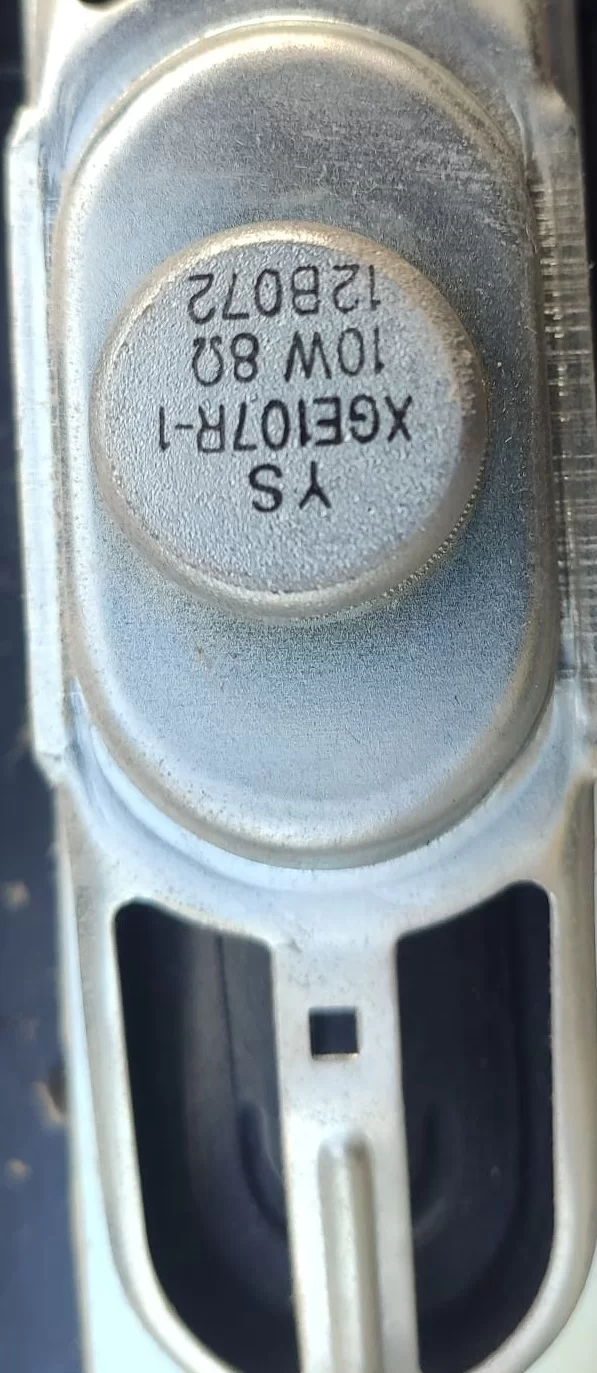 YS
XGE107R-1
10W 8Ω
12B072